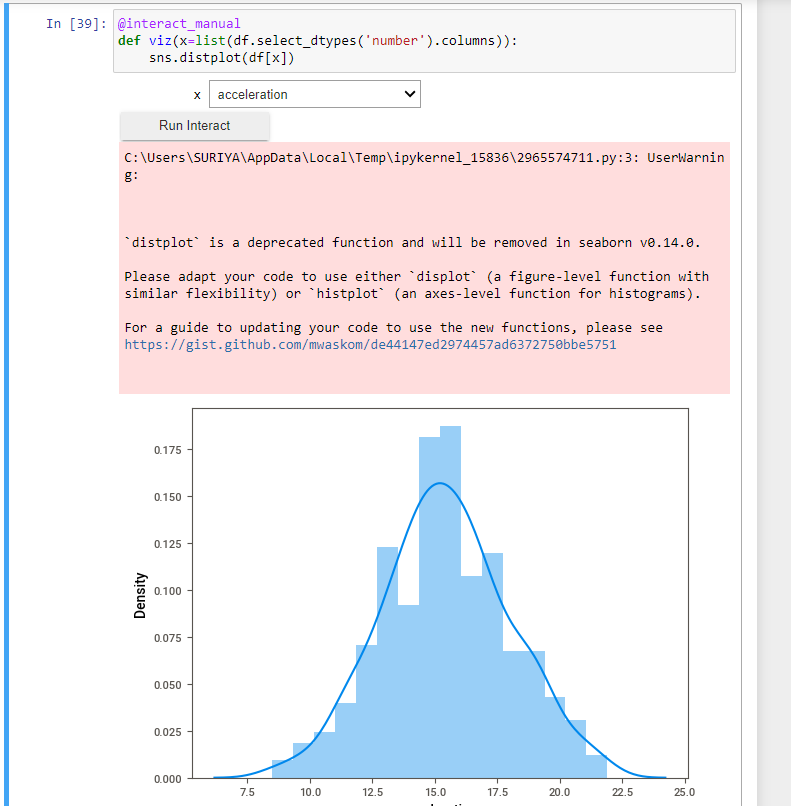 In [39]: @interact_manual
def viz(x=list(df.select_dtypes('number').columns)):
sns.distplot(df[x])
x acceleration
Run Interact
C:\Users\SURIYA\AppData\Local\Temp\ipykernel_15836\2965574711.py:3: UserWarnin
g:
`distplot` is a deprecated function and will be removed in seaborn v0.14.0.
Please adapt your code to use either `displot` (a figure-level function with
similar flexibility) or `histplot` (an axes-level function for histograms).
For a guide to updating your code to use the new functions, please see
https://gist.github.com/mwaskom/de44147ed2974457ad6372750bbe5751
0.175
0.150
0.125
0.100
0.075
0.050
0.025
0.000
Density
7.5 10.0 12.5 15.0 17.5 20.0 22.5 25.0